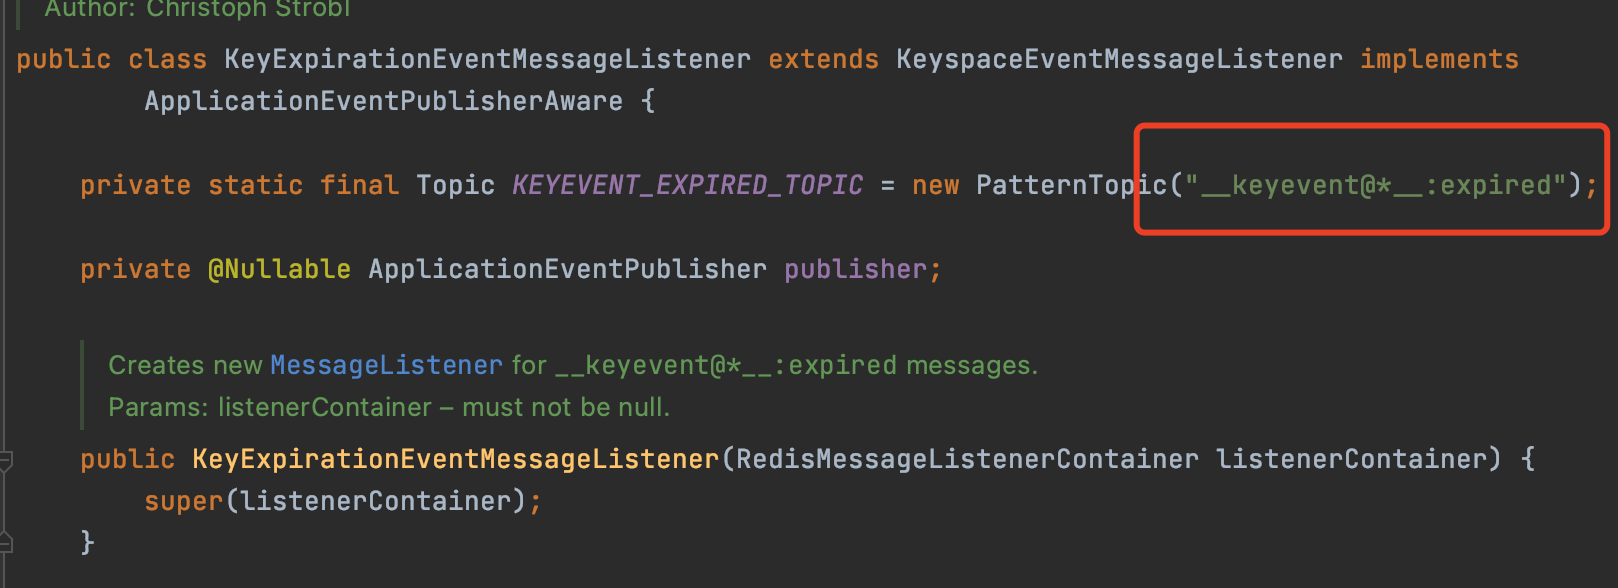 Author: Christoph Strobl
public class KeyExpirationEventMessageListener extends KeyspaceEventMessageListener implements
ApplicationEventPublisherAware {
private static final Topic KEYEVENT_EXPIRED_TOPIC = new PatternTopic("__keyevent@*__:expired");
private @Nullable ApplicationEventPublisher publisher;
Creates new MessageListener for __keyevent@*__:expired messages.
Params: listenerContainer – must not be null.
public KeyExpirationEventMessageListener(RedisMessageListenerContainer listenerContainer) {
super(listenerContainer);
}